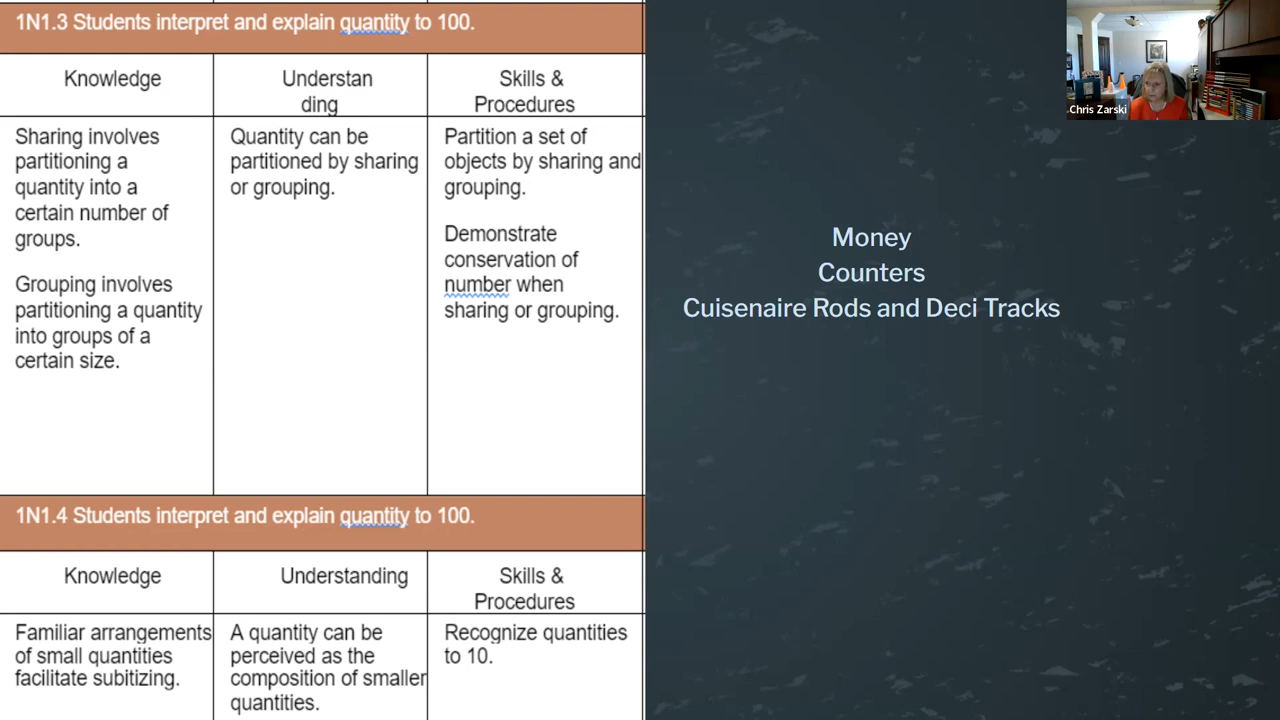 1N1.3 Students interpret and explain quantity to 100.
Knowledge
Understan
ding
Skills &
Procedures
Sharing involves
partitioning a
quantity into a
certain number of
groups.
Grouping involves
partitioning a quantity
into groups of a
certain size.
Quantity can be
partitioned by sharing
or grouping.
Partition a set of
objects by sharing and
grouping.
Demonstrate
conservation of
number when
sharing or grouping.
1N1.4 Students interpret and explain quantity to 100.
Knowledge
Understanding
Skills &
Procedures
Familiar arrangements
of small quantities
facilitate subitizing.
A quantity can be
perceived as the
composition of smaller
quantities.
Recognize quantities
to 10.
Money
Counters
Cuisenaire Rods and Deci Tracks
Chris Zarski